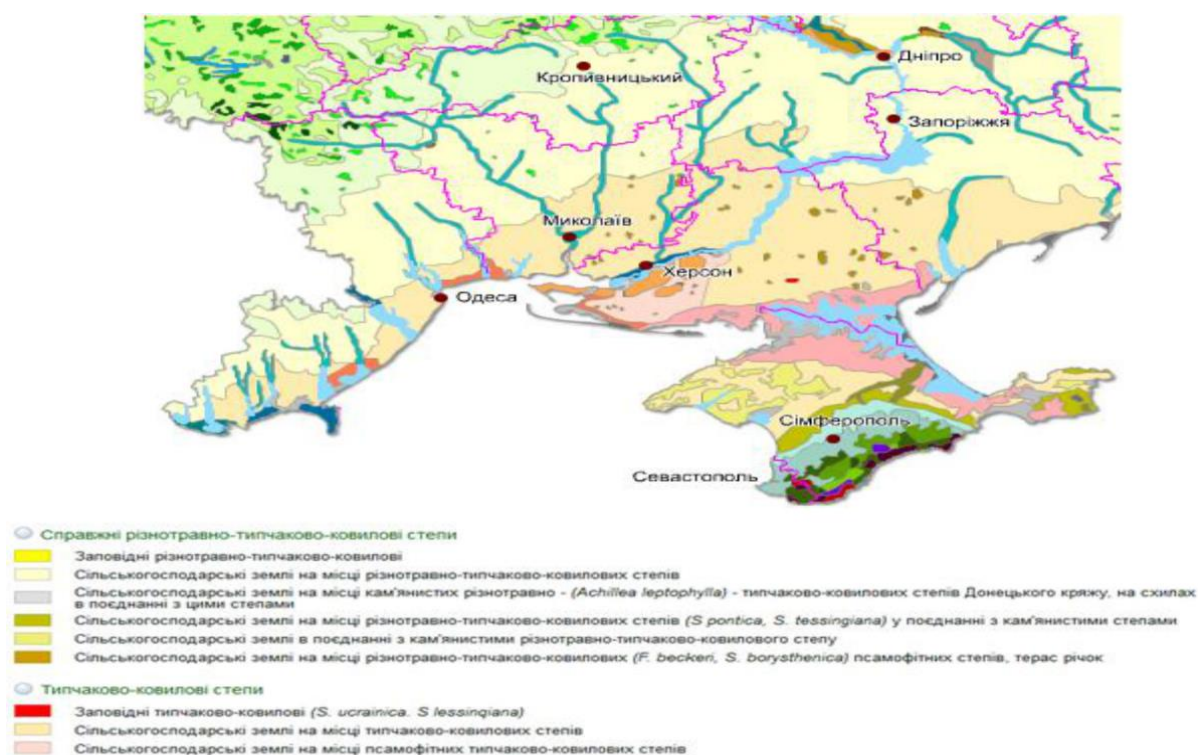 Кропивницький
Дніпро
Запоріжжя
Миколаїв
Херсон
Одеса
Сімферополь
Севастополь
Справжні різнотравно-типчаково-ковилові степи
Заповідні різнотравно-типчаково-ковилові
Сільськогосподарські землі на місці різнотравно-типчаково-ковилових степів
Сільськогосподарські землі на місці кам'янистих різнотравно - (Achillea leptophylla) - типчаково-ковилових степів Донецького кряжу, на схилах
в поєднанні з цими степами
Сільськогосподарські землі на місці різнотравно-типчаково-ковилових степів (S pontica, S. tessingiana) у поєднанні з кам'янистими степами
Сільськогосподарські землі в поєднанні з кам'янистими різнотравно-типчаково-ковилового степу
Сільськогосподарські землі на місці різнотравно-типчаково-ковилових (F. beckeri, S. borysthenica) псамофітних степів, терас річок
Типчаково-ковилові степи
Заповідні типчаково-ковилові (S. ucrainica. S lessingiana)
Сільськогосподарські землі на місці типчаково-ковилових степів
Сільськогосподарські землі на місці псамофітних типчаково-ковилових степів